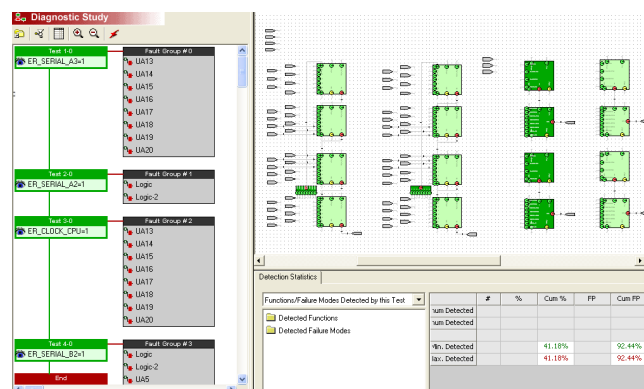 Diagnostic Study
Test 1-0
ER_SERIAL_A3=1
Fault Group # 0
UA13
UA14
UA15
UA16
UA17
UA18
UA19
UA20
Test 2-0
ER_SERIAL_A2=1
Fault Group # 1
Logic
Logic-2
Test 3-0
ER_CLOCK_CPU=1
Fault Group # 2
UA13
UA14
UA15
UA16
UA17
UA18
UA19
UA20
Test 4-0
ER_SERIAL_B2=1
Fault Group # 3
Logic
Logic-2
UA5
End
Detection Statistics
Functions/Failure Modes Detected by this Test
Detected Functions
Detected Failure Modes
# % Cum % FP Cum FP
num Detected
num Detected
Min. Detected 41.18% 92.44%
Max. Detected 41.18% 92.44%